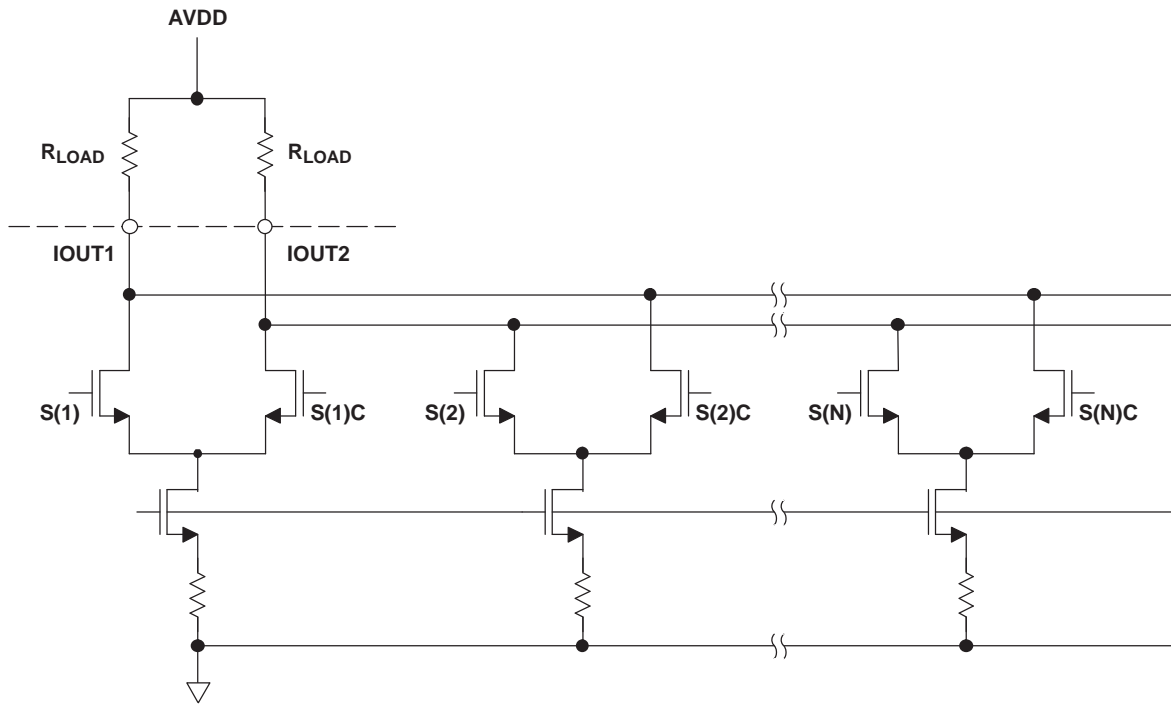 AVDD
RLOAD RLOAD
IOUT1 IOUT2
S(1) S(1)C S(2) S(2)C S(N) S(N)C